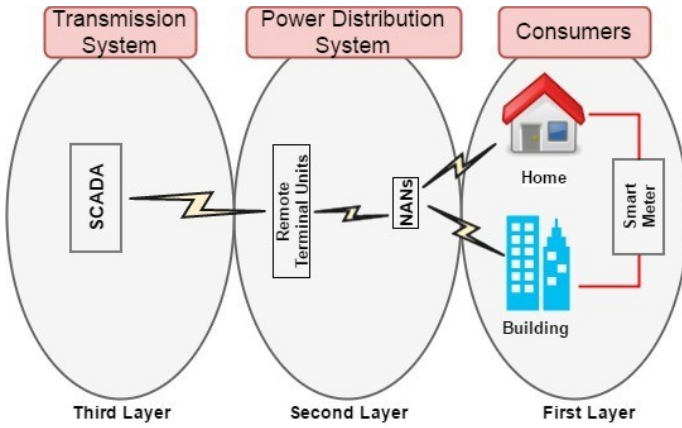 Transmission
System
Power Distribution
System
Consumers
SCADA
Remote
Terminal Units
NANs
Home
Smart
Meter
Building
Third Layer
Second Layer
First Layer